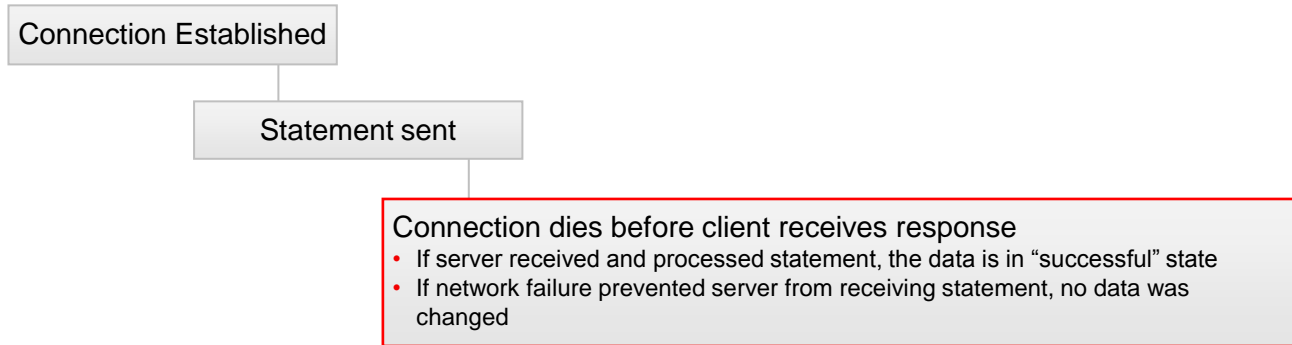 Connection Established
Statement sent
Connection dies before client receives response
• If server received and processed statement, the data is in “successful” state
• If network failure prevented server from receiving statement, no data was
changed